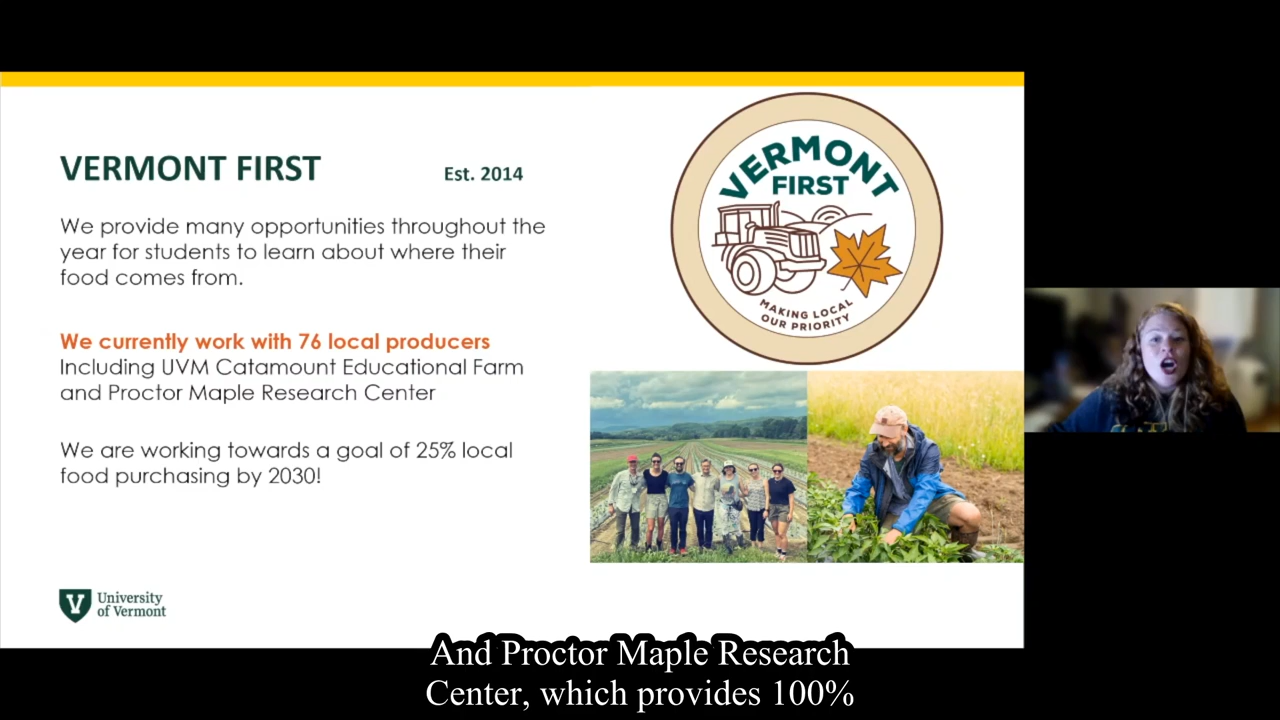 VERMONT FIRST
Est. 2014
We provide many opportunities throughout the
year for students to learn about where their
food comes from.
We currently work with 76 local producers
Including UVM Catamount Educational Farm
and Proctor Maple Research Center
We are working towards a goal of 25% local
food purchasing by 2030!
VERMONT
FIRST
MAKING LOCAL
OUR PRIORITY
V
University
of Vermont
And Proctor Maple Research
Center, which provides 100%